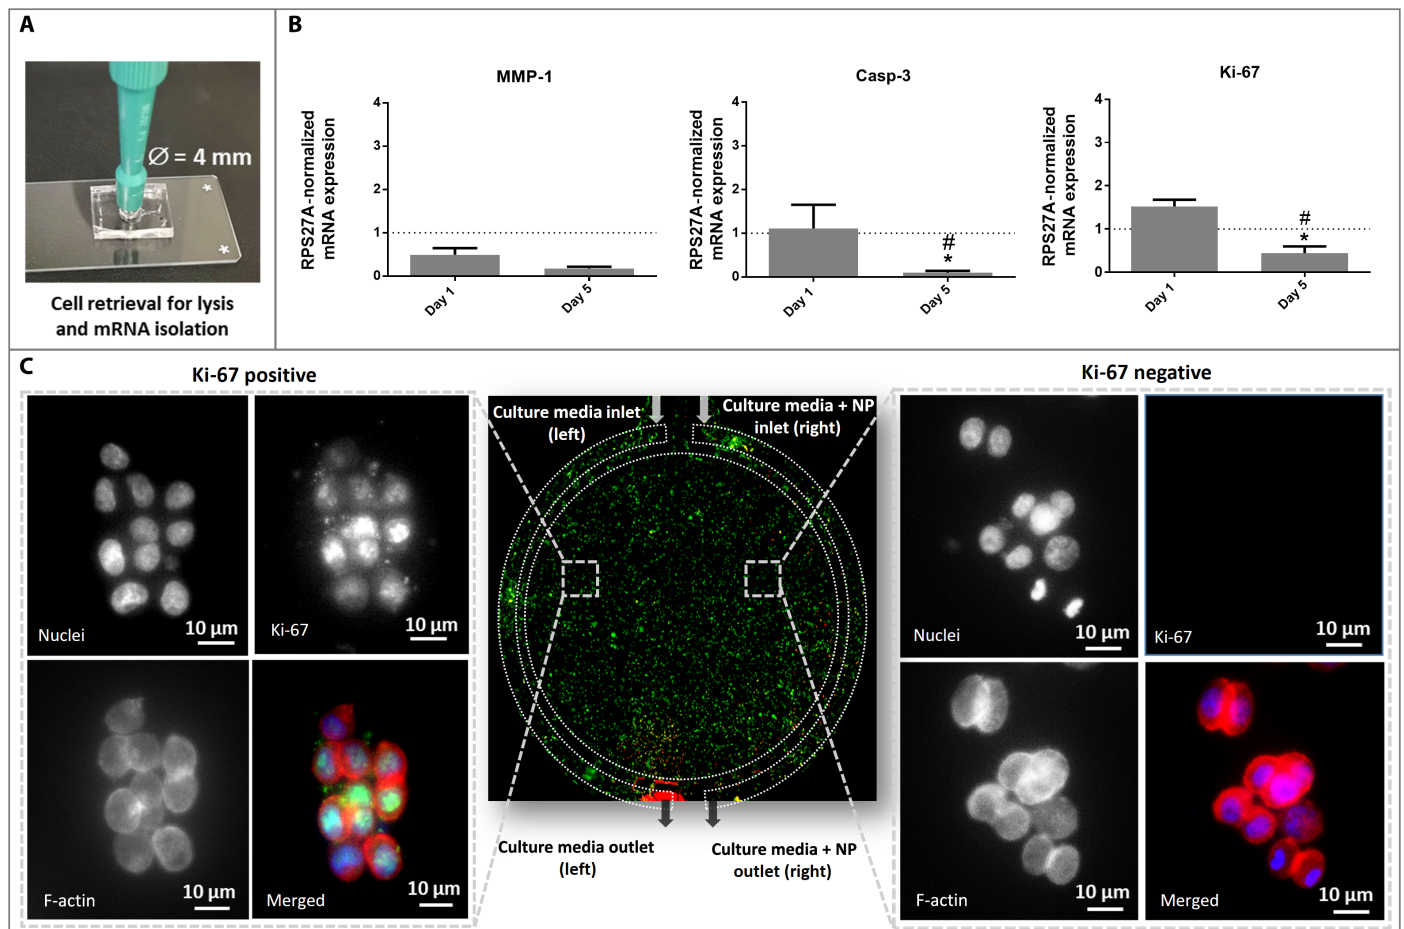 A
Ø = 4 mm
*
*
Cell retrieval for lysis
and mRNA isolation
B
MMP-1
RPS27A-normalized
mRNA expression
4
3
2
1
0
Day 1
Day 5
Casp-3
RPS27A-normalized
mRNA expression
4
3
2
1
0
#
*
Day 1
Day 5
Ki-67
RPS27A-normalized
mRNA expression
4
3
2
1
0
#
*
Day 1
Day 5
C
Ki-67 positive
Nuclei
10 µm
Ki-67
10 µm
F-actin
10 µm
Merged
10 µm
Culture media inlet
(left)
Culture media + NP
inlet (right)
Culture media outlet
(left)
Culture media + NP
outlet (right)
Ki-67 negative
Nuclei
10 µm
Ki-67
10 µm
F-actin
10 µm
Merged
10 µm